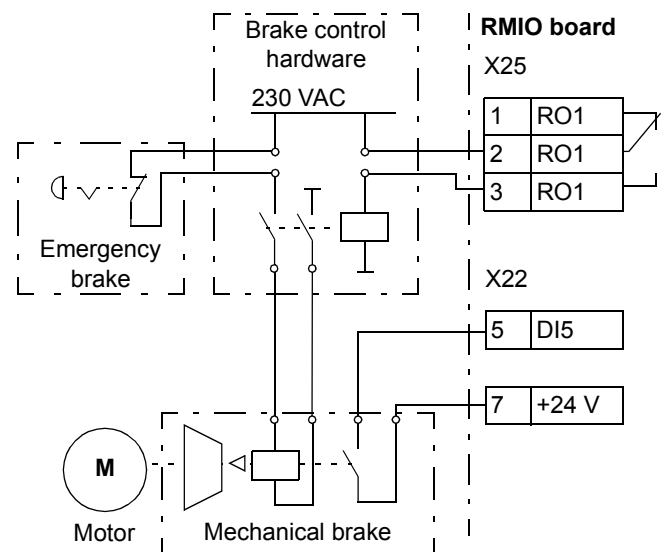 Brake control
hardware
230 VAC
RMIO board
X25
1 RO1
2 RO1
3 RO1
Emergency
brake
X22
5 DI5
7 +24 V
M
Motor
Mechanical brake